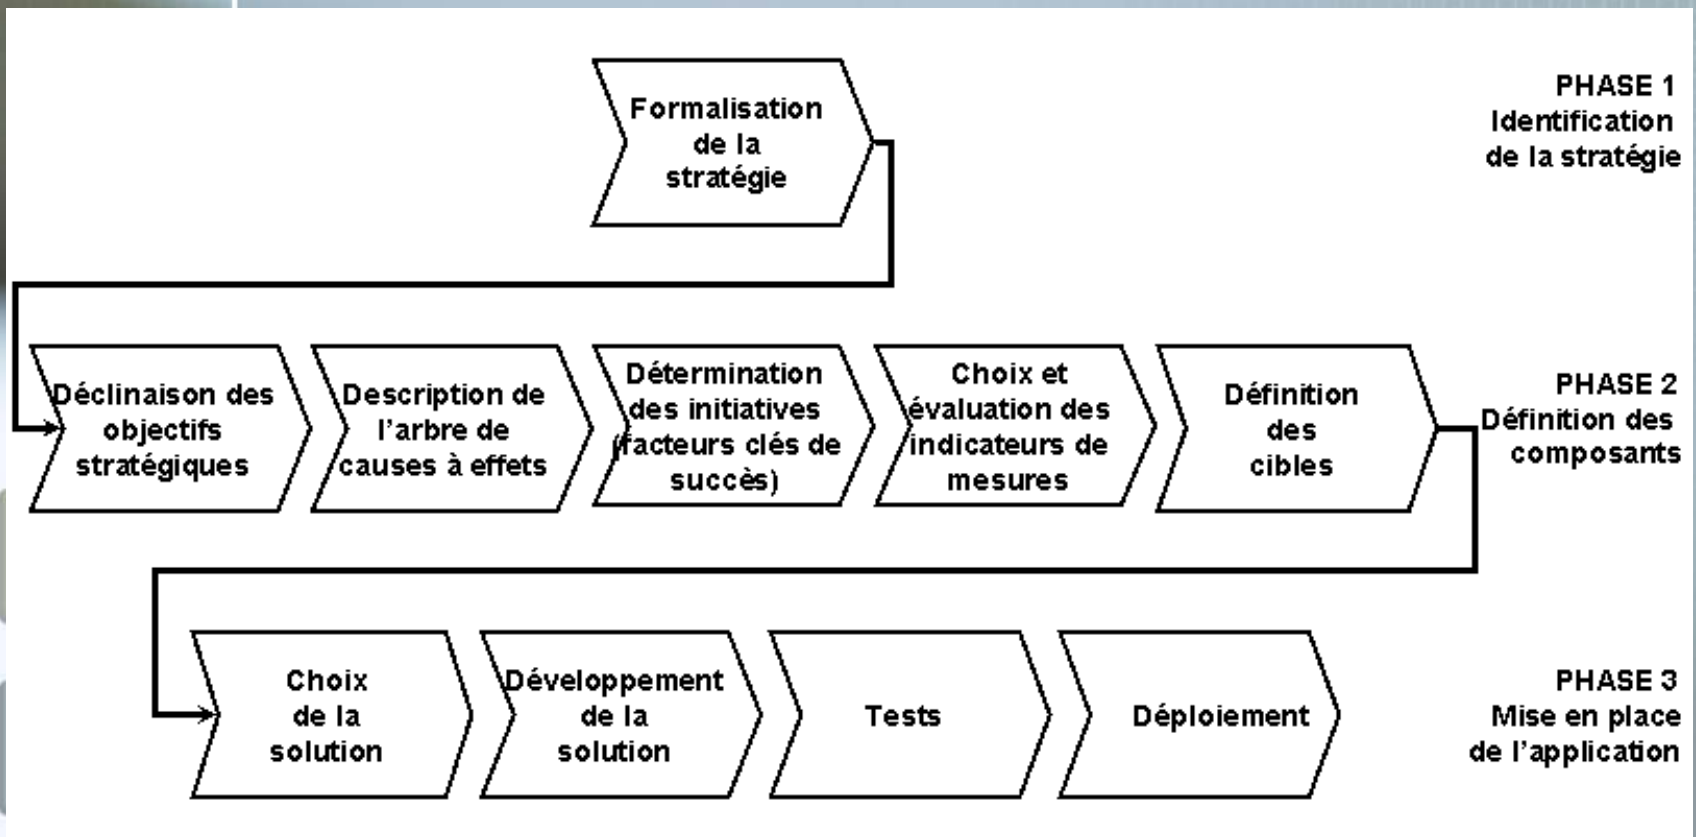 Formalisation
de la
stratégie
PHASE 1
Identification
de la stratégie
Déclinaison des
objectifs
stratégiques
Description de
l'arbre de
causes à effets
Détermination
des initiatives
(facteurs clés de
succès)
Choix et
évaluation des
indicateurs de
mesures
Définition
des
cibles
PHASE 2
Définition des
composants
Choix
de la
solution
Développement
de la
solution
Tests
Déploiement
PHASE 3
Mise en place
de l'application